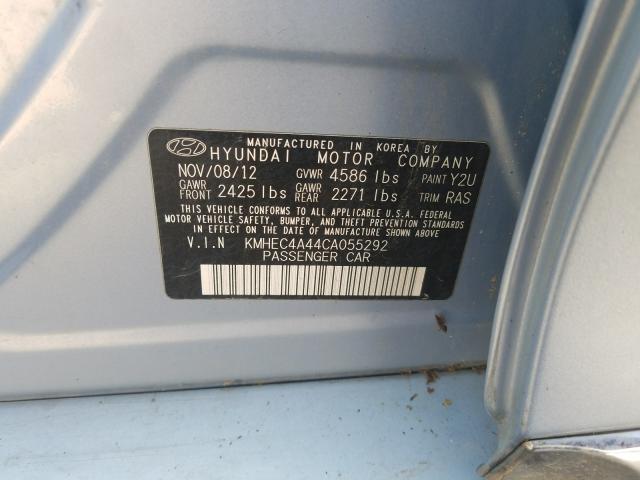 MANUFACTURED IN KOREA BY
HYUNDAI MOTOR COMPANY
NOV/08/12 GVWR 4586 lbs PAINT Y2U
GAWR FRONT 2425 lbs GAWR REAR 2271 lbs TRIM RAS
THIS VEHICLE CONFORMS TO ALL APPLICABLE U.S.A. FEDERAL
MOTOR VEHICLE SAFETY, BUMPER, AND THEFT PREVENTION STANDARDS
IN EFFECT ON THE DATE OF MANUFACTURE SHOWN ABOVE.
V.I.N KMHEC4A44CA055292
PASSENGER CAR